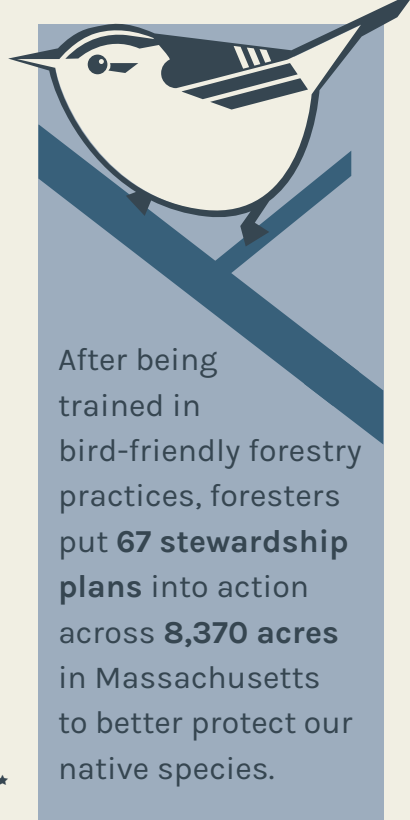 After being
trained in
bird-friendly forestry
practices, foresters
put 67 stewardship
plans into action
across 8,370 acres
in Massachusetts
to better protect our
native species.